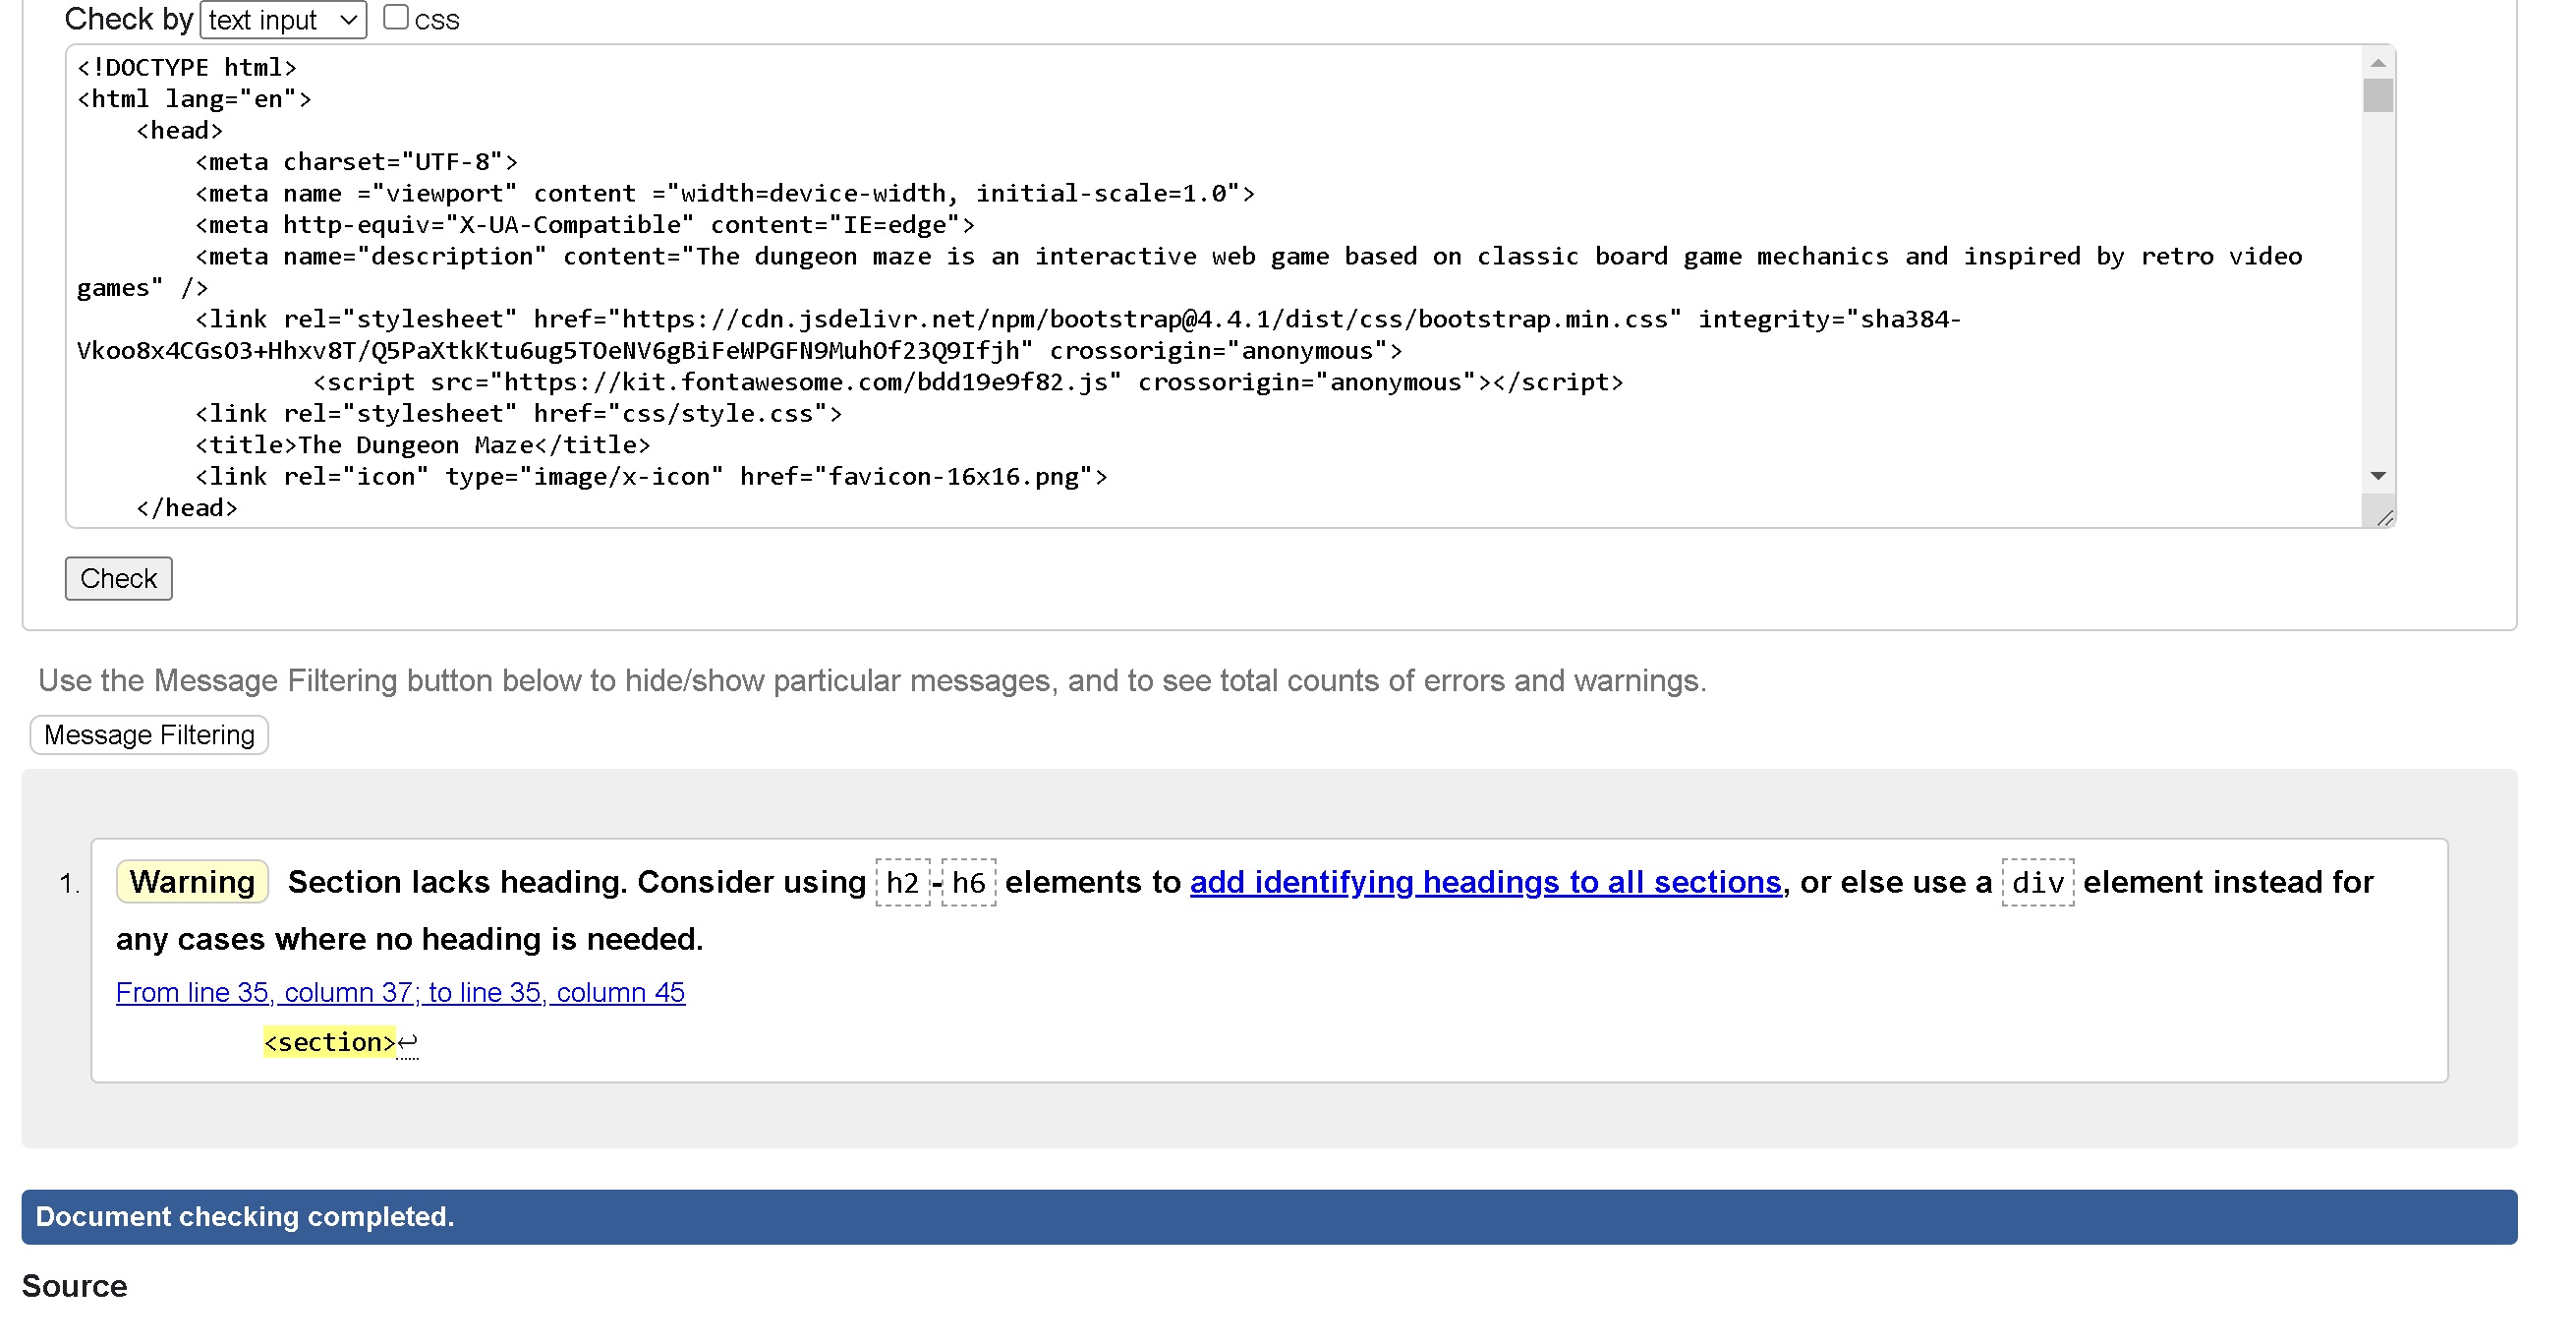 Check by text input css
<!DOCTYPE html>
<html lang="en">
    <head>
        <meta charset="UTF-8">
        <meta name ="viewport" content ="width=device-width, initial-scale=1.0">
        <meta http-equiv="X-UA-Compatible" content="IE=edge">
        <meta name="description" content="The dungeon maze is an interactive web game based on classic board game mechanics and inspired by retro video
games" />
        <link rel="stylesheet" href="https://cdn.jsdelivr.net/npm/bootstrap@4.4.1/dist/css/bootstrap.min.css" integrity="sha384-
Vkoo8x4CGsO3+Hhxv8T/Q5PaXtkKtu6ug5TOeNV6gBiFeWPGFN9MuhOf23Q9Ifjh" crossorigin="anonymous">
                <script src="https://kit.fontawesome.com/bdd19e9f82.js" crossorigin="anonymous"></script>
        <link rel="stylesheet" href="css/style.css">
        <title>The Dungeon Maze</title>
        <link rel="icon" type="image/x-icon" href="favicon-16x16.png">
    </head>
Check
Use the Message Filtering button below to hide/show particular messages, and to see total counts of errors and warnings.
Message Filtering
1. Warning Section lacks heading. Consider using h2-h6 elements to add identifying headings to all sections, or else use a div element instead for
any cases where no heading is needed.
From line 35, column 37; to line 35, column 45
<section>↩
Document checking completed.
Source